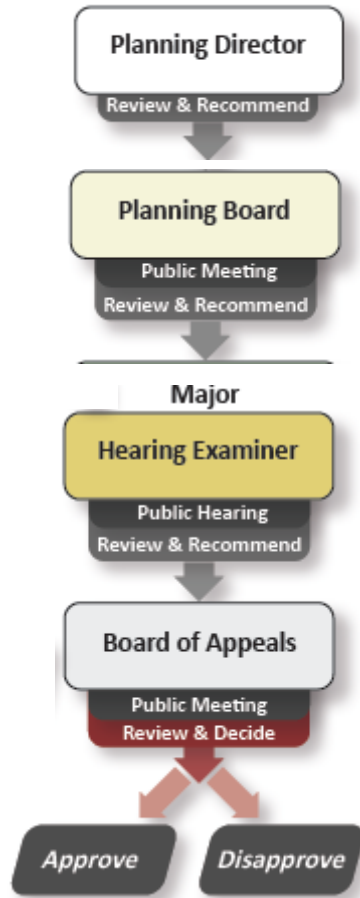 Planning Director
Review & Recommend
Planning Board
Public Meeting
Review & Recommend
Major
Hearing Examiner
Public Hearing
Review & Recommend
Board of Appeals
Public Meeting
Review & Decide
Approve Disapprove